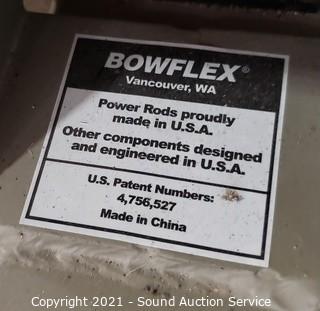 BOWFLEX®
Vancouver, WA
Power Rods proudly
made in U.S.A.
Other components designed
and engineered in U.S.A.
U.S. Patent Numbers:
4,756,527
Made in China
Copyright 2021 - Sound Auction Service